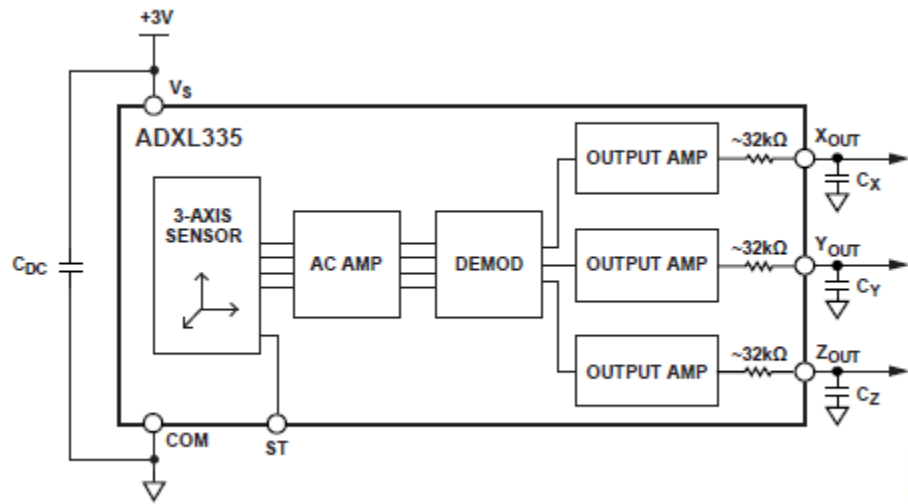 +3V
VS
ADXL335
3-AXIS
SENSOR
AC AMP
DEMOD
OUTPUT AMP
~32kΩ
XOUT
CX
OUTPUT AMP
~32kΩ
YOUT
CY
OUTPUT AMP
~32kΩ
ZOUT
CZ
CDC
COM
ST